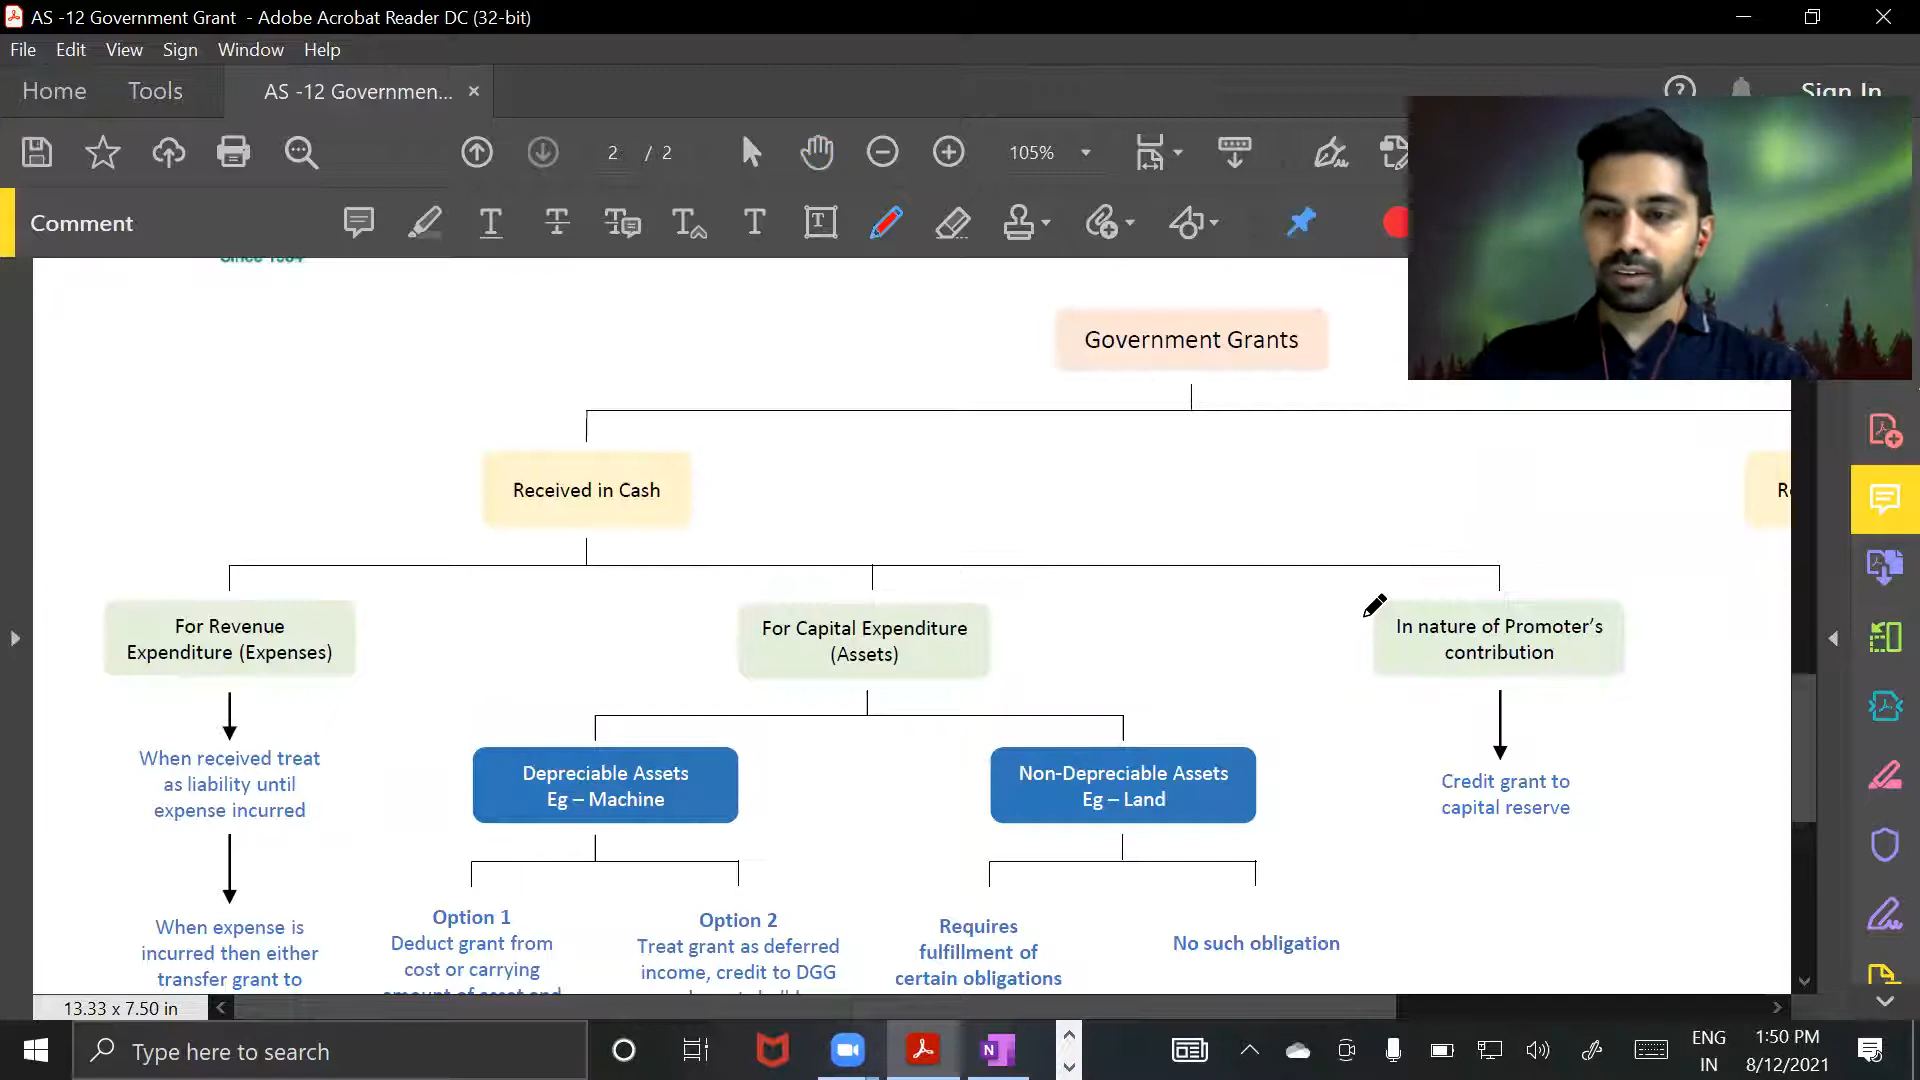 AS -12 Government Grant - Adobe Acrobat Reader DC (32-bit)
File Edit View Sign Window Help
Home Tools AS -12 Governmen... ×
Sign In
2 / 2 105%
Comment
Since 1984
Government Grants
Received in Cash
For Revenue
Expenditure (Expenses)
For Capital Expenditure
(Assets)
In nature of Promoter’s
contribution
When received treat
as liability until
expense incurred
Depreciable Assets
Eg – Machine
Non-Depreciable Assets
Eg – Land
Credit grant to
capital reserve
When expense is
incurred then either
transfer grant to
Option 1
Deduct grant from
cost or carrying
amount of asset and
Option 2
Treat grant as deferred
income, credit to DGG
Requires
fulfillment of
certain obligations
No such obligation
13.33 x 7.50 in
Type here to search
ENG
IN
1:50 PM
8/12/2021